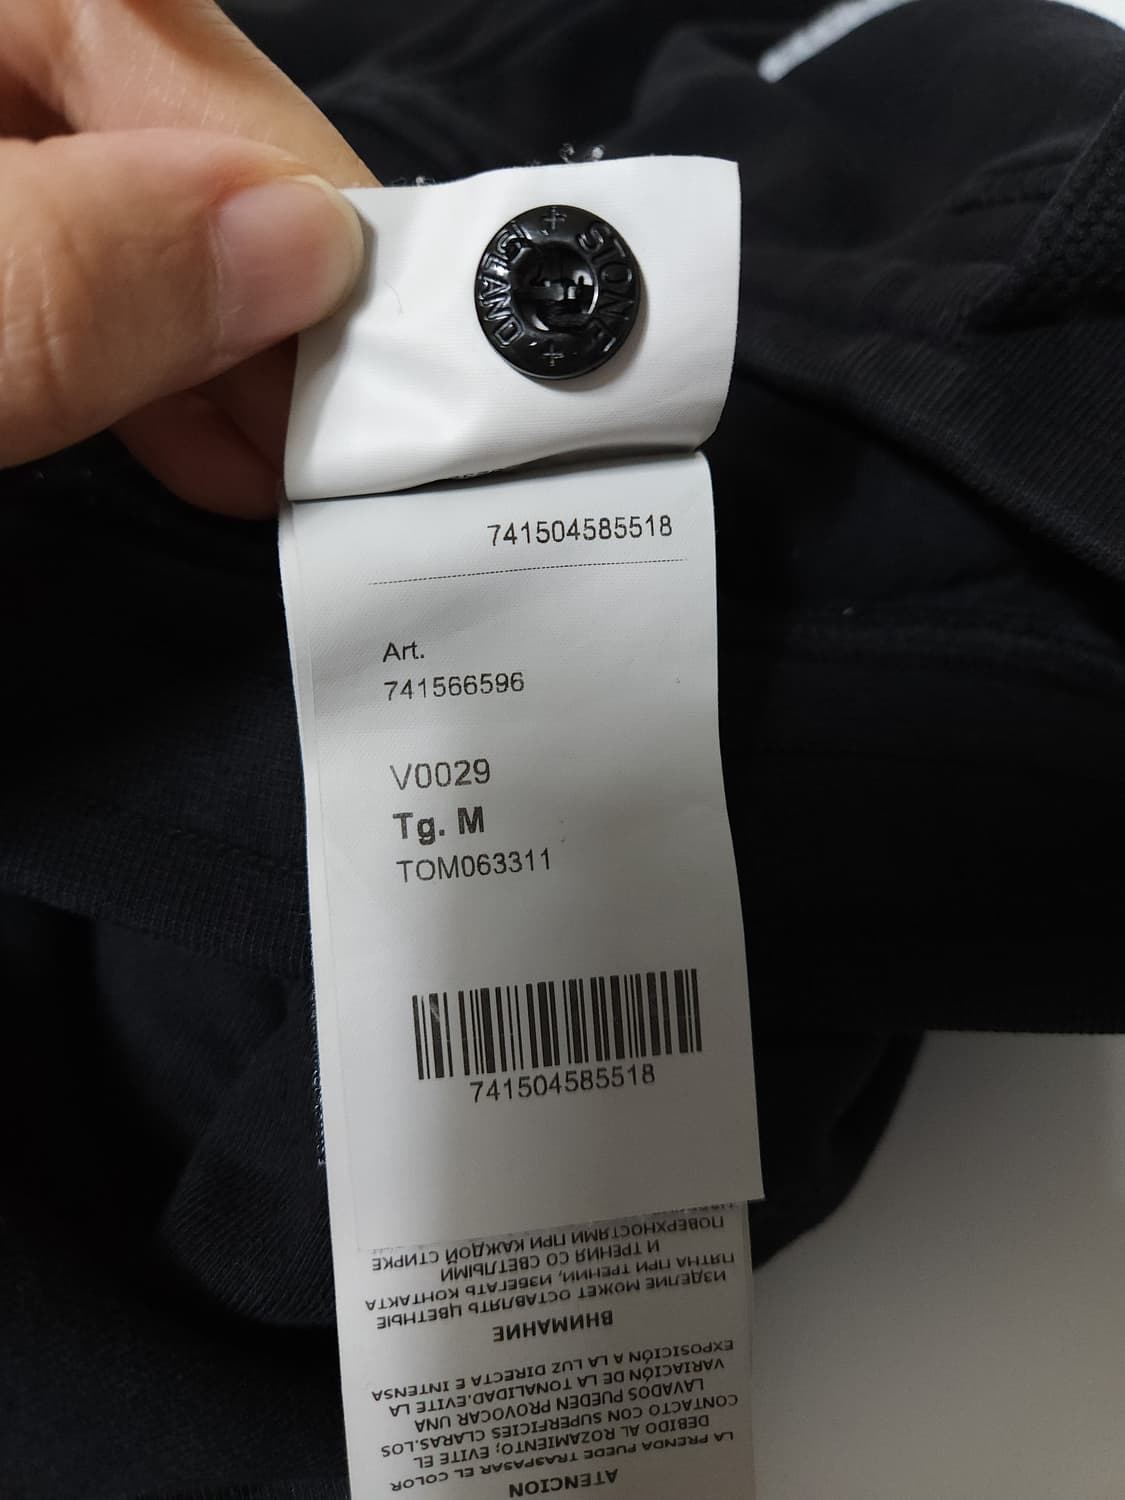 STONE ISLAND
741504585518
Art.
741566596
V0029
Tg. M
TOM063311
741504585518
ATENCION
LA PRENDA PUEDE TRASPASAR EL COLOR
DEBIDO AL ROZAMIENTO; EVITE EL
CONTACTO CON SUPERFICIES CLARAS.LOS
LAVADOS PUEDEN PROVOCAR UNA
VARIACIÓN DE LA TONALIDAD.EVITE LA
EXPOSICIÓN A LA LUZ DIRECTA E INTENSA
ВНИМАНИЕ
ИЗДЕЛИЕ МОЖЕТ ОСТАВЛЯТЬ ЦВЕТНЫЕ
ПЯТНА ПРИ ТРЕНИИ, ИЗБЕГАТЬ КОНТАКТА
И ТРЕНИЯ СО СВЕТЛЫМИ
ПОВЕРХНОСТЯМИ ПРИ КАЖДОЙ СТИРКЕ